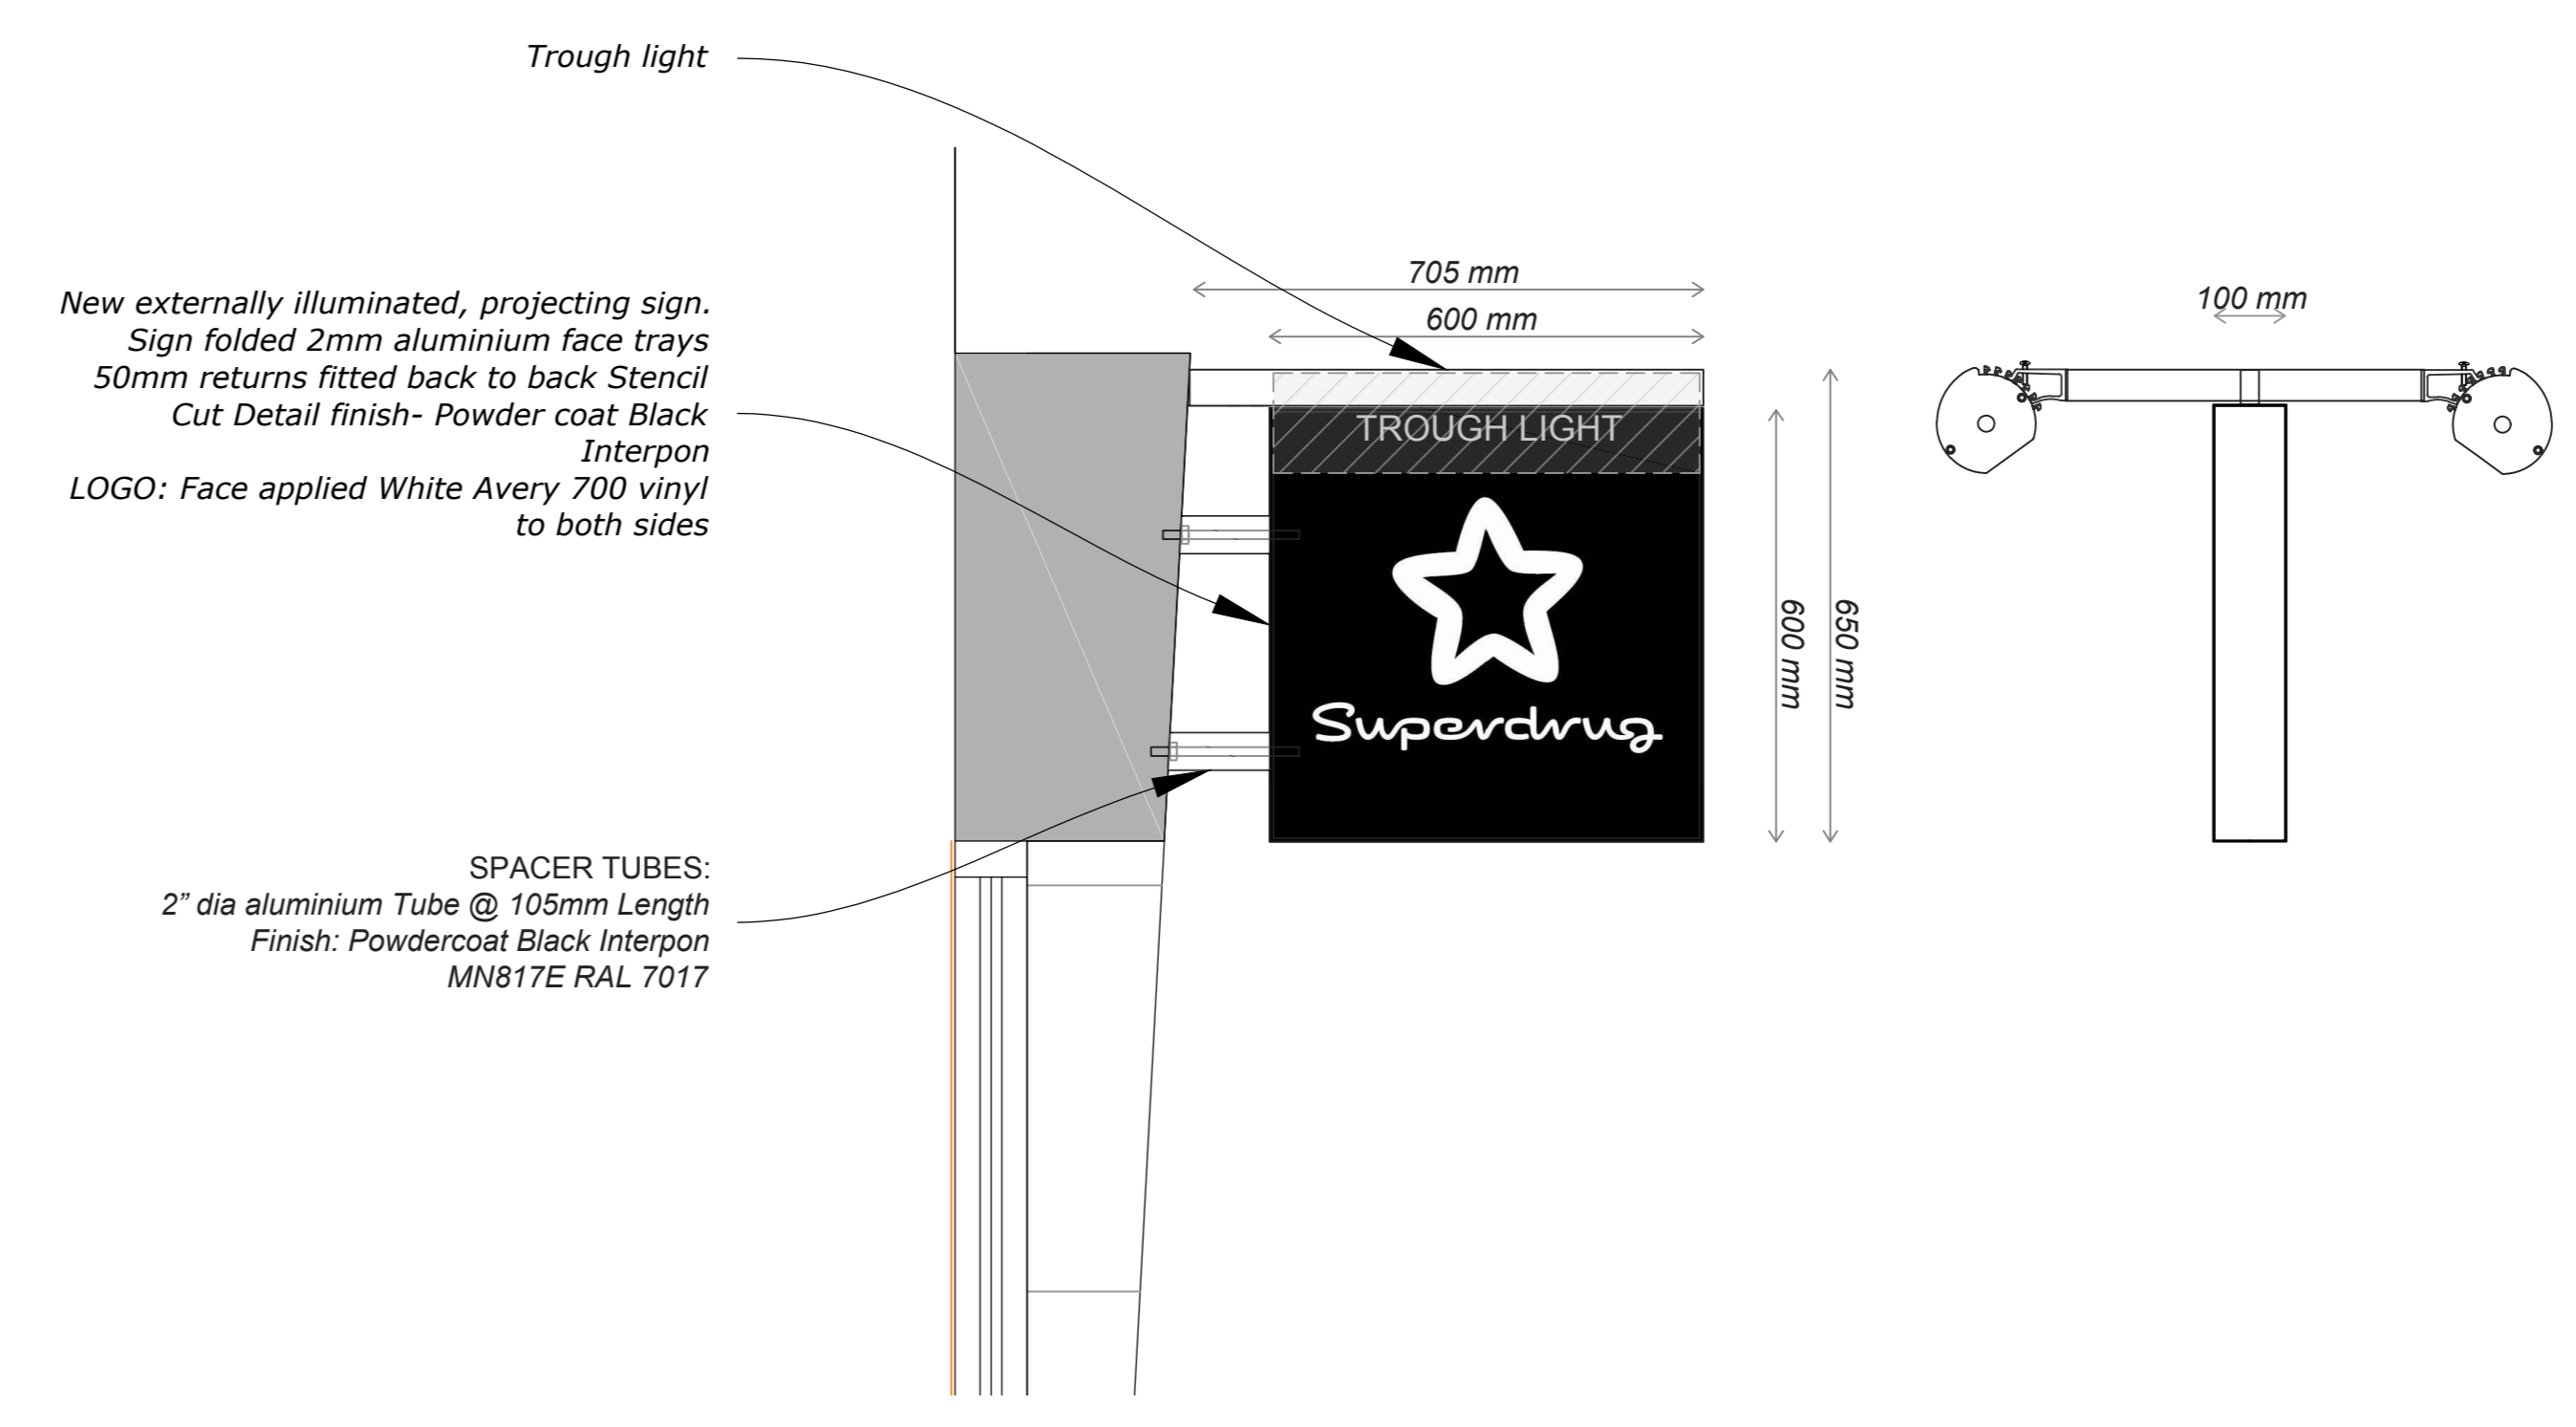 Trough light
705 mm
600 mm
100 mm
New externally illuminated, projecting sign.
Sign folded 2mm aluminium face trays
50mm returns fitted back to back Stencil
Cut Detail finish- Powder coat Black
Interpon
LOGO: Face applied White Avery 700 vinyl
to both sides
TROUGH LIGHT
Superdrug
600 mm
650 mm
SPACER TUBES:
2” dia aluminium Tube @ 105mm Length
Finish: Powdercoat Black Interpon
MN817E RAL 7017